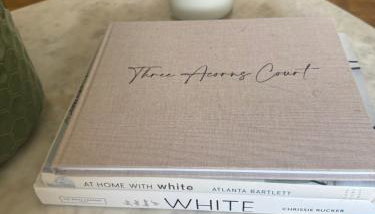 Three Acorns Court
AT HOME WITH white ATLANTA BARTLETT
WHITE CHRISSIE RUCKER